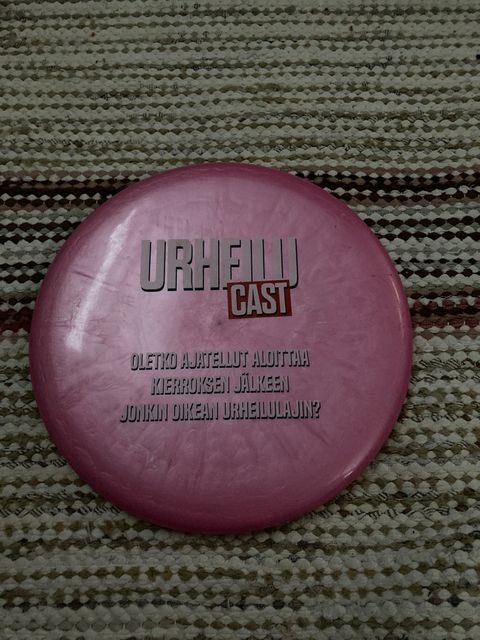 URHEILU
CAST
OLETKO AJATELLUT ALOITTAA
KIERROKSEN JÄLKEEN
JONKIN OIKEAN URHEILULAJIN?